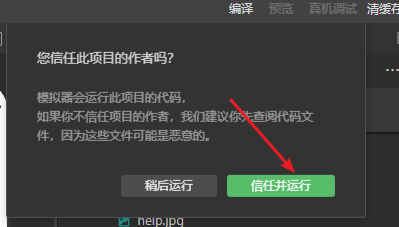 编译 预览 真机调试 清缓存
您信任此项目的作者吗?
模拟器会运行此项目的代码,
如果你不信任项目的作者，我们建议你先查阅代码文
件，因为这些文件可能是恶意的。
稍后运行 信任并运行
help.jpg